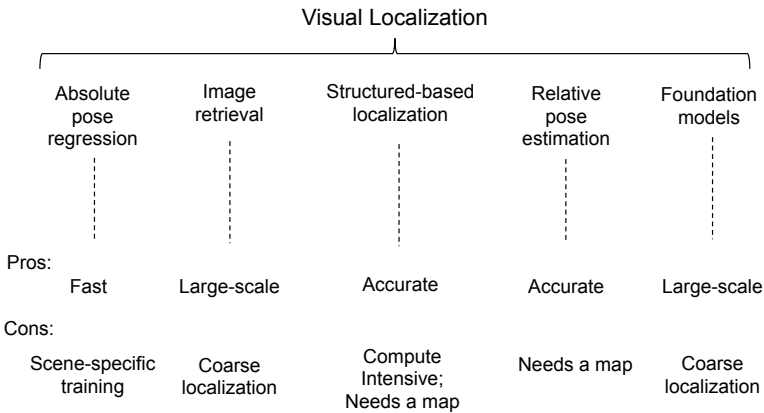 Visual Localization
Absolute
pose
regression
Image
retrieval
Structured-based
localization
Relative
pose
estimation
Foundation
models
Pros:
Fast
Large-scale
Accurate
Accurate
Large-scale
Cons:
Scene-specific
training
Coarse
localization
Compute
Intensive;
Needs a map
Needs a map
Coarse
localization